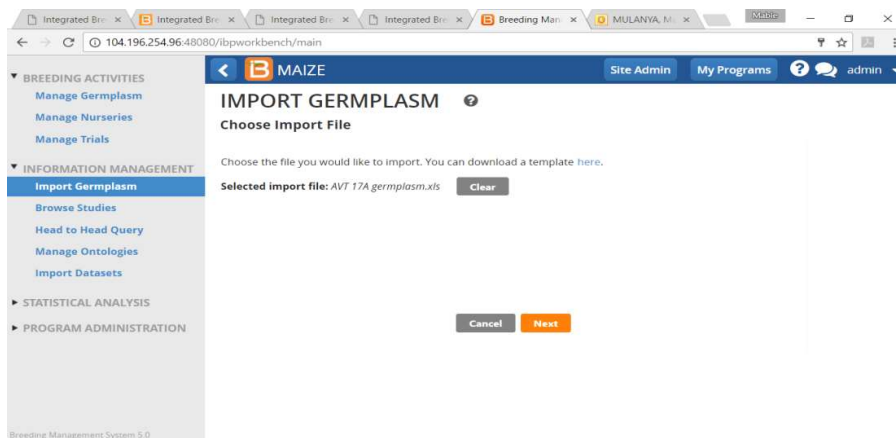 Integrated Bre
Integrated Bre
Integrated Bre
Integrated Bre
Breeding Man
MULANYA, M
Mable
104.196.254.96:48080/ibpworkbench/main
BREEDING ACTIVITIES
Manage Germplasm
Manage Nurseries
Manage Trials
INFORMATION MANAGEMENT
Import Germplasm
Browse Studies
Head to Head Query
Manage Ontologies
Import Datasets
STATISTICAL ANALYSIS
PROGRAM ADMINISTRATION
Breeding Management System 5.0
MAIZE
Site Admin
My Programs
admin
IMPORT GERMPLASM
Choose Import File
Choose the file you would like to import. You can download a template here.
Selected import file: AVT 17A germplasm.xls
Clear
Cancel
Next